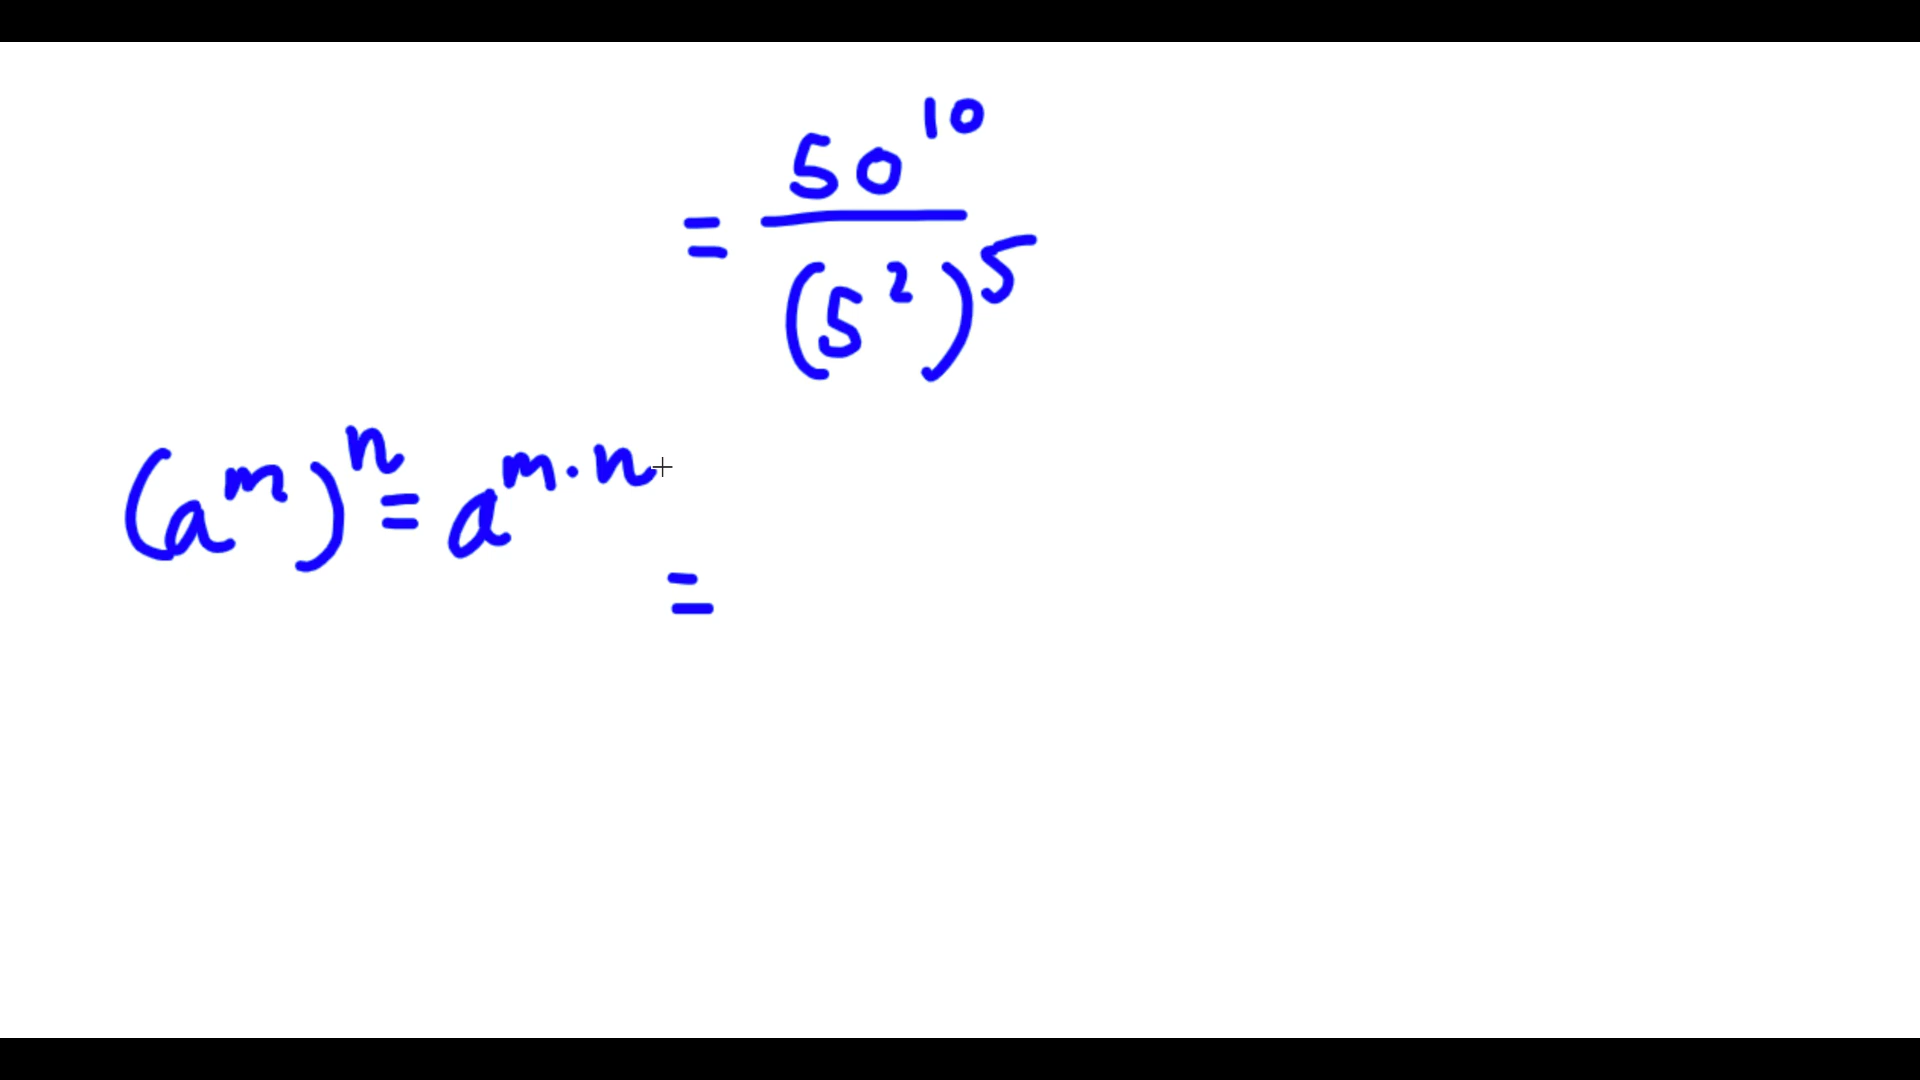 = 50^10 / (5^2)^5
(a^m)^n = a^{m·n}
=